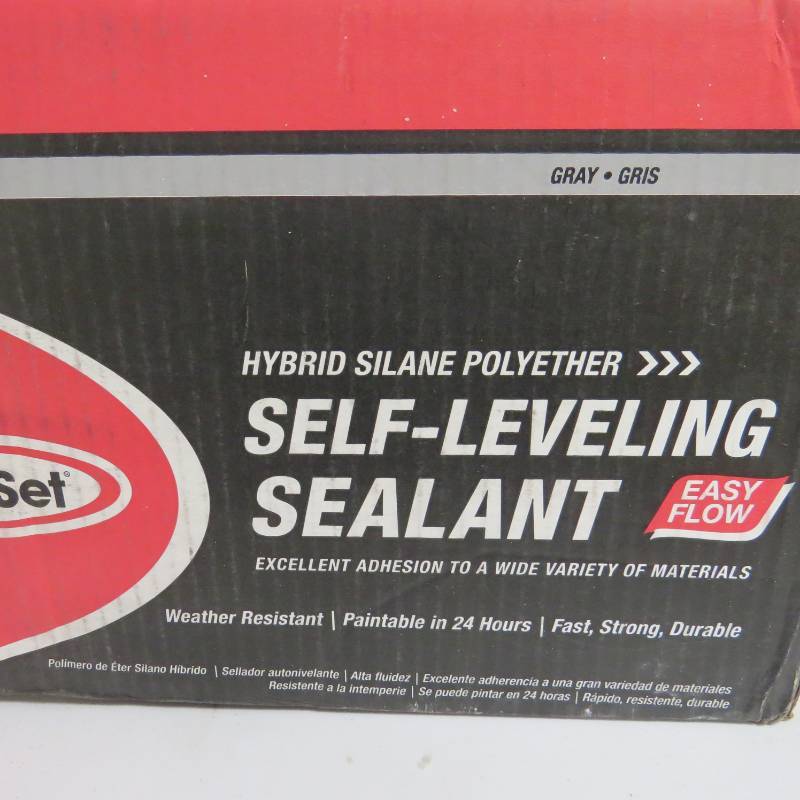 GRAY • GRIS
HYBRID SILANE POLYETHER >>>
SELF-LEVELING
SEALANT
EASY
FLOW
Set®
EXCELLENT ADHESION TO A WIDE VARIETY OF MATERIALS
Weather Resistant | Paintable in 24 Hours | Fast, Strong, Durable
Polímero de Éter Silano Híbrido | Sellador autonivelante | Alta fluidez | Excelente adherencia a una gran variedad de materiales
Resistente a la intemperie | Se puede pintar en 24 horas | Rápido, resistente, durable